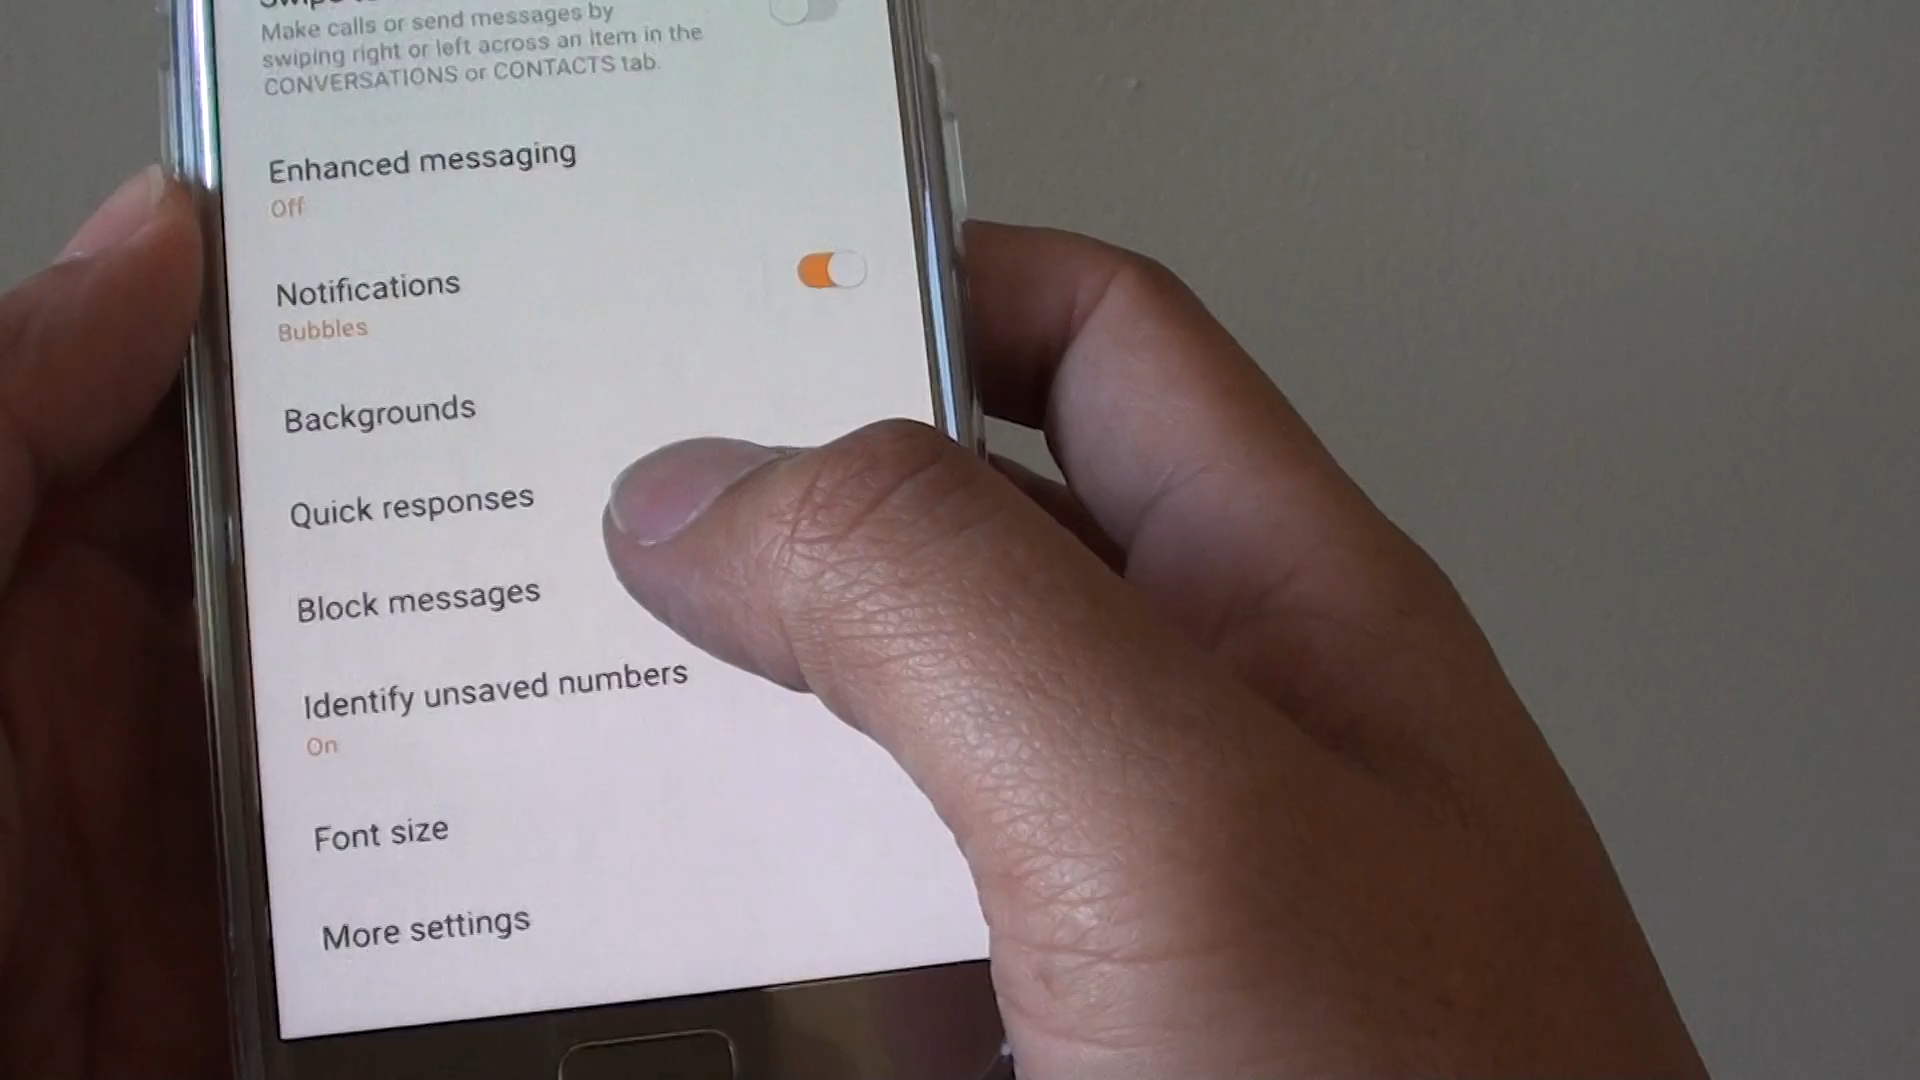 Make calls or send messages by
swiping right or left across an item in the
CONVERSATIONS or CONTACTS tab.
Enhanced messaging
Off
Notifications
Bubbles
Backgrounds
Quick responses
Block messages
Identify unsaved numbers
On
Font size
More settings